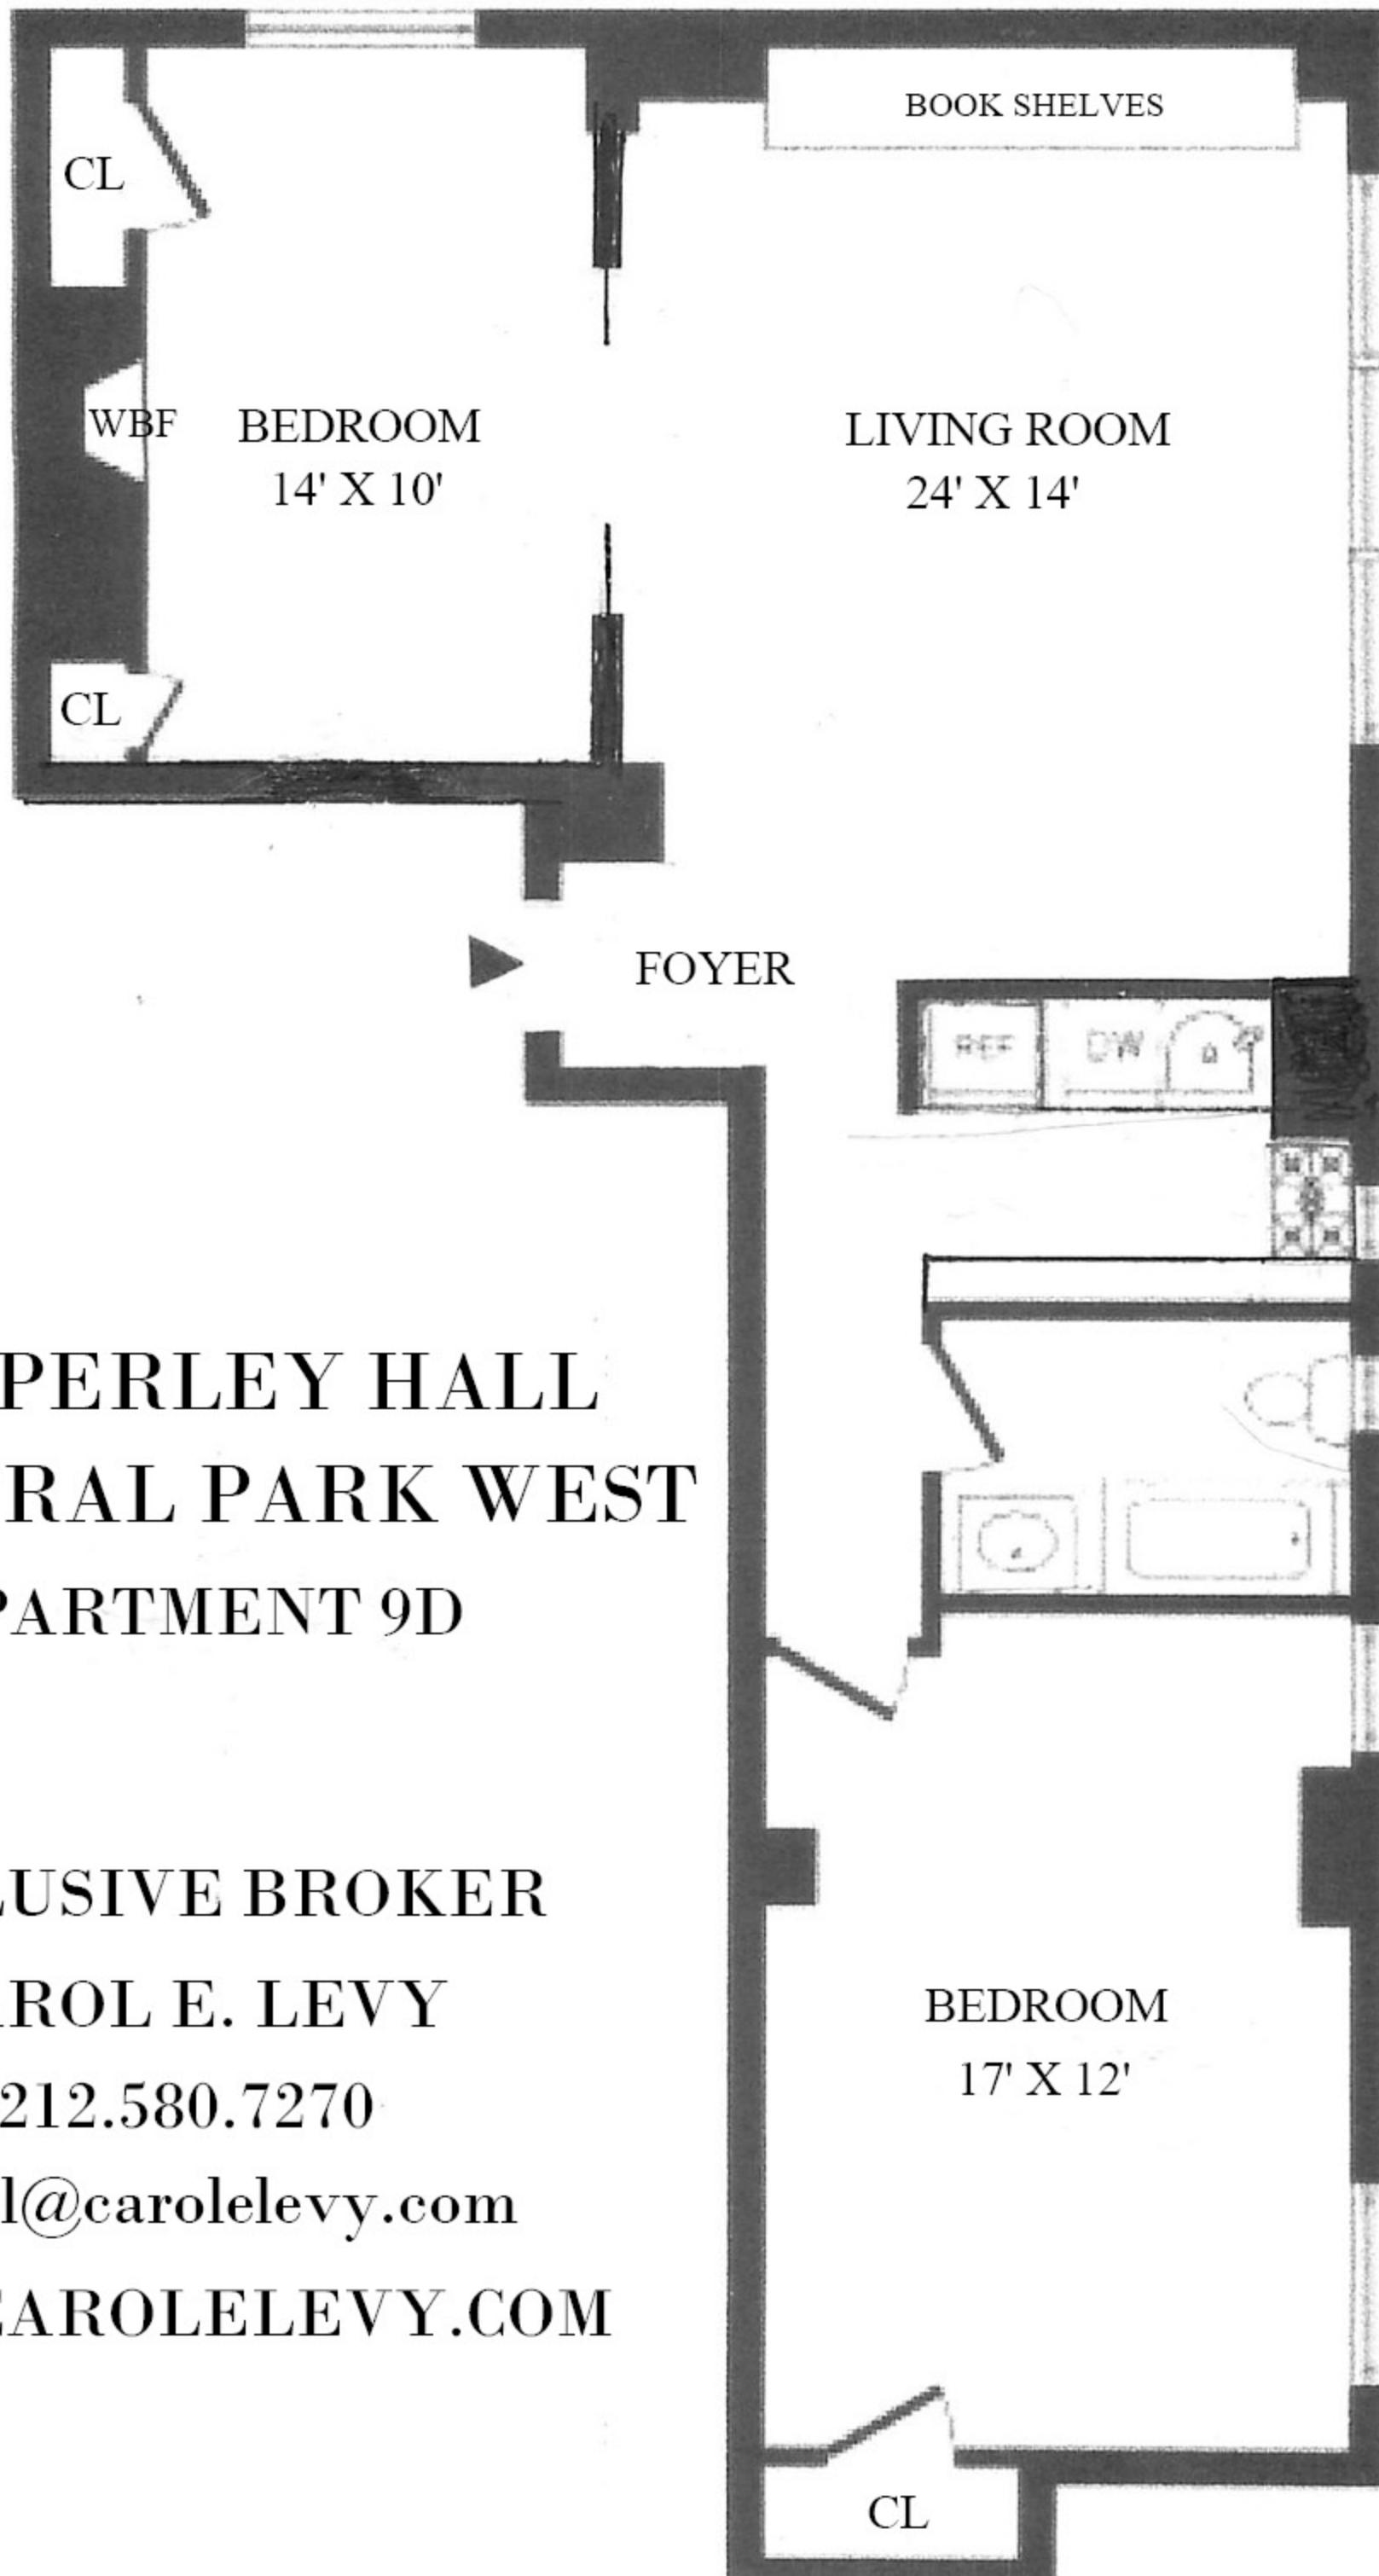 BOOK SHELVES
CL
WBF
BEDROOM
14' X 10'
LIVING ROOM
24' X 14'
CL
FOYER
REF
DW
PERLEY HALL
RAL PARK WEST
PARTMENT 9D
LUSIVE BROKER
AROL E. LEVY
212.580.7270
l@carolelevy.com
CAROLELEVY.COM
BEDROOM
17' X 12'
CL